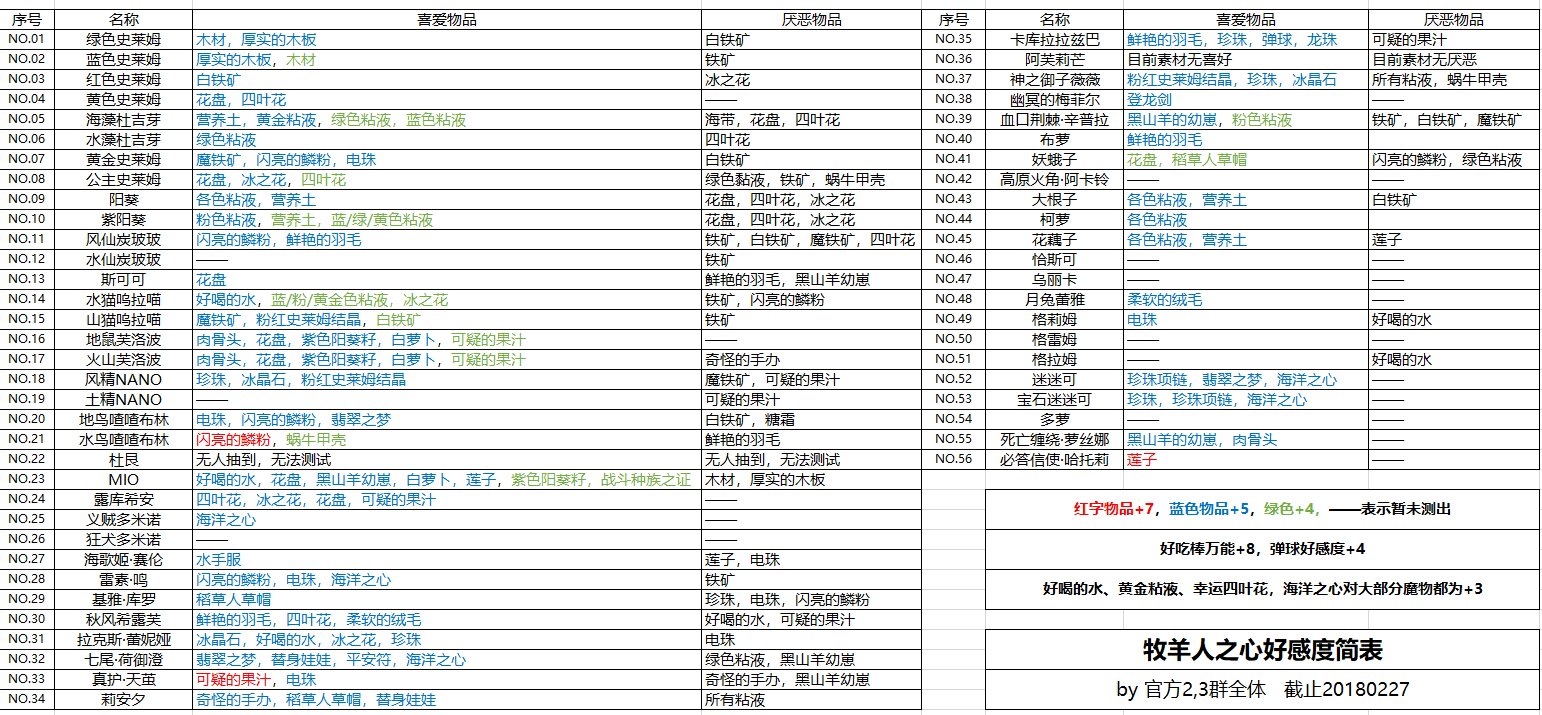 序号 名称 喜爱物品 厌恶物品
NO.01 绿色史莱姆 木材，厚实的木板 白铁矿
NO.02 蓝色史莱姆 厚实的木板，木材 铁矿
NO.03 红色史莱姆 白铁矿 冰之花
NO.04 黄色史莱姆 花盘，四叶花 ——
NO.05 海藻杜吉芽 营养土，黄金粘液，绿色粘液，蓝色粘液 海带，花盘，四叶花
NO.06 水藻杜吉芽 绿色粘液 四叶花
NO.07 黄金史莱姆 魔铁矿，闪亮的鳞粉，电珠 白铁矿
NO.08 公主史莱姆 花盘，冰之花，四叶花 绿色黏液，铁矿，蜗牛甲壳
NO.09 阳葵 各色粘液，营养土 花盘，四叶花，冰之花
NO.10 紫阳葵 粉色粘液，营养土，蓝/绿/黄色粘液 花盘，四叶花，冰之花
NO.11 风仙炭玻玻 闪亮的鳞粉，鲜艳的羽毛 铁矿，白铁矿，魔铁矿，四叶花
NO.12 水仙炭玻玻 —— 铁矿
NO.13 斯可可 花盘 鲜艳的羽毛，黑山羊幼崽
NO.14 水猫呜拉喵 好喝的水，蓝/粉/黄金色粘液，冰之花 铁矿，闪亮的鳞粉
NO.15 山猫呜拉喵 魔铁矿，粉红史莱姆结晶，白铁矿 铁矿
NO.16 地鼠芙洛波 肉骨头，花盘，紫色阳葵籽，白萝卜，可疑的果汁 ——
NO.17 火山芙洛波 肉骨头，花盘，紫色阳葵籽，白萝卜，可疑的果汁 奇怪的手办
NO.18 风精NANO 珍珠，冰晶石，粉红史莱姆结晶 魔铁矿，可疑的果汁
NO.19 土精NANO —— 可疑的果汁
NO.20 地鸟喳喳布林 电珠，闪亮的鳞粉，翡翠之梦 白铁矿，糖霜
NO.21 水鸟喳喳布林 闪亮的鳞粉，蜗牛甲壳 鲜艳的羽毛
NO.22 杜艮 无人抽到，无法测试 无人抽到，无法测试
NO.23 MIO 好喝的水，花盘，黑山羊幼崽，白萝卜，莲子，紫色阳葵籽，战斗种族之证 木材，厚实的木板
NO.24 露库希安 四叶花，冰之花，花盘，可疑的果汁 ——
NO.25 义贼多米诺 海洋之心 ——
NO.26 狂犬多米诺 —— ——
NO.27 海歌姬·赛伦 水手服 莲子，电珠
NO.28 雷素·鸣 闪亮的鳞粉，电珠，海洋之心 铁矿
NO.29 基雅·库罗 稻草人草帽 珍珠，电珠，闪亮的鳞粉
NO.30 秋风希露芙 鲜艳的羽毛，四叶花，柔软的绒毛 好喝的水，可疑的果汁
NO.31 拉克斯·蕾妮娅 冰晶石，好喝的水，冰之花，珍珠 电珠
NO.32 七尾·荷御澄 翡翠之梦，替身娃娃，平安符，海洋之心 绿色粘液，黑山羊幼崽
NO.33 真护·天茧 可疑的果汁，电珠 奇怪的手办，黑山羊幼崽
NO.34 莉安夕 奇怪的手办，稻草人草帽，替身娃娃 所有粘液
序号 名称 喜爱物品 厌恶物品
NO.35 卡库拉拉兹巴 鲜艳的羽毛，珍珠，弹球，龙珠 可疑的果汁
NO.36 阿芙莉芒 目前素材无喜好 目前素材无厌恶
NO.37 神之御子薇薇 粉红史莱姆结晶，珍珠，冰晶石 所有粘液，蜗牛甲壳
NO.38 幽冥的梅菲尔 登龙剑 ——
NO.39 血口荆棘·辛普拉 黑山羊的幼崽，粉色粘液 铁矿，白铁矿，魔铁矿
NO.40 布萝 鲜艳的羽毛
NO.41 妖蛾子 花盘，稻草人草帽 闪亮的鳞粉，绿色粘液
NO.42 高原火角·阿卡铃 —— ——
NO.43 大根子 各色粘液，营养土 白铁矿
NO.44 柯萝 各色粘液
NO.45 花藕子 各色粘液，营养土 莲子
NO.46 恰斯可 —— ——
NO.47 乌丽卡 —— ——
NO.48 月兔蕾雅 柔软的绒毛 ——
NO.49 格莉姆 电珠 好喝的水
NO.50 格雷姆 —— ——
NO.51 格拉姆 —— 好喝的水
NO.52 迷迷可 珍珠项链，翡翠之梦，海洋之心 ——
NO.53 宝石迷迷可 珍珠，珍珠项链，海洋之心 ——
NO.54 多萝 —— ——
NO.55 死亡缠绕·萝丝娜 黑山羊的幼崽，肉骨头 ——
NO.56 必答信使·哈托莉 莲子 ——
红字物品+7，蓝色物品+5，绿色+4，——表示暂未测出
好吃棒万能+8，弹球好感度+4
好喝的水、黄金粘液、幸运四叶花，海洋之心对大部分魔物都为+3
牧羊人之心好感度简表
by 官方2,3群全体 截止20180227